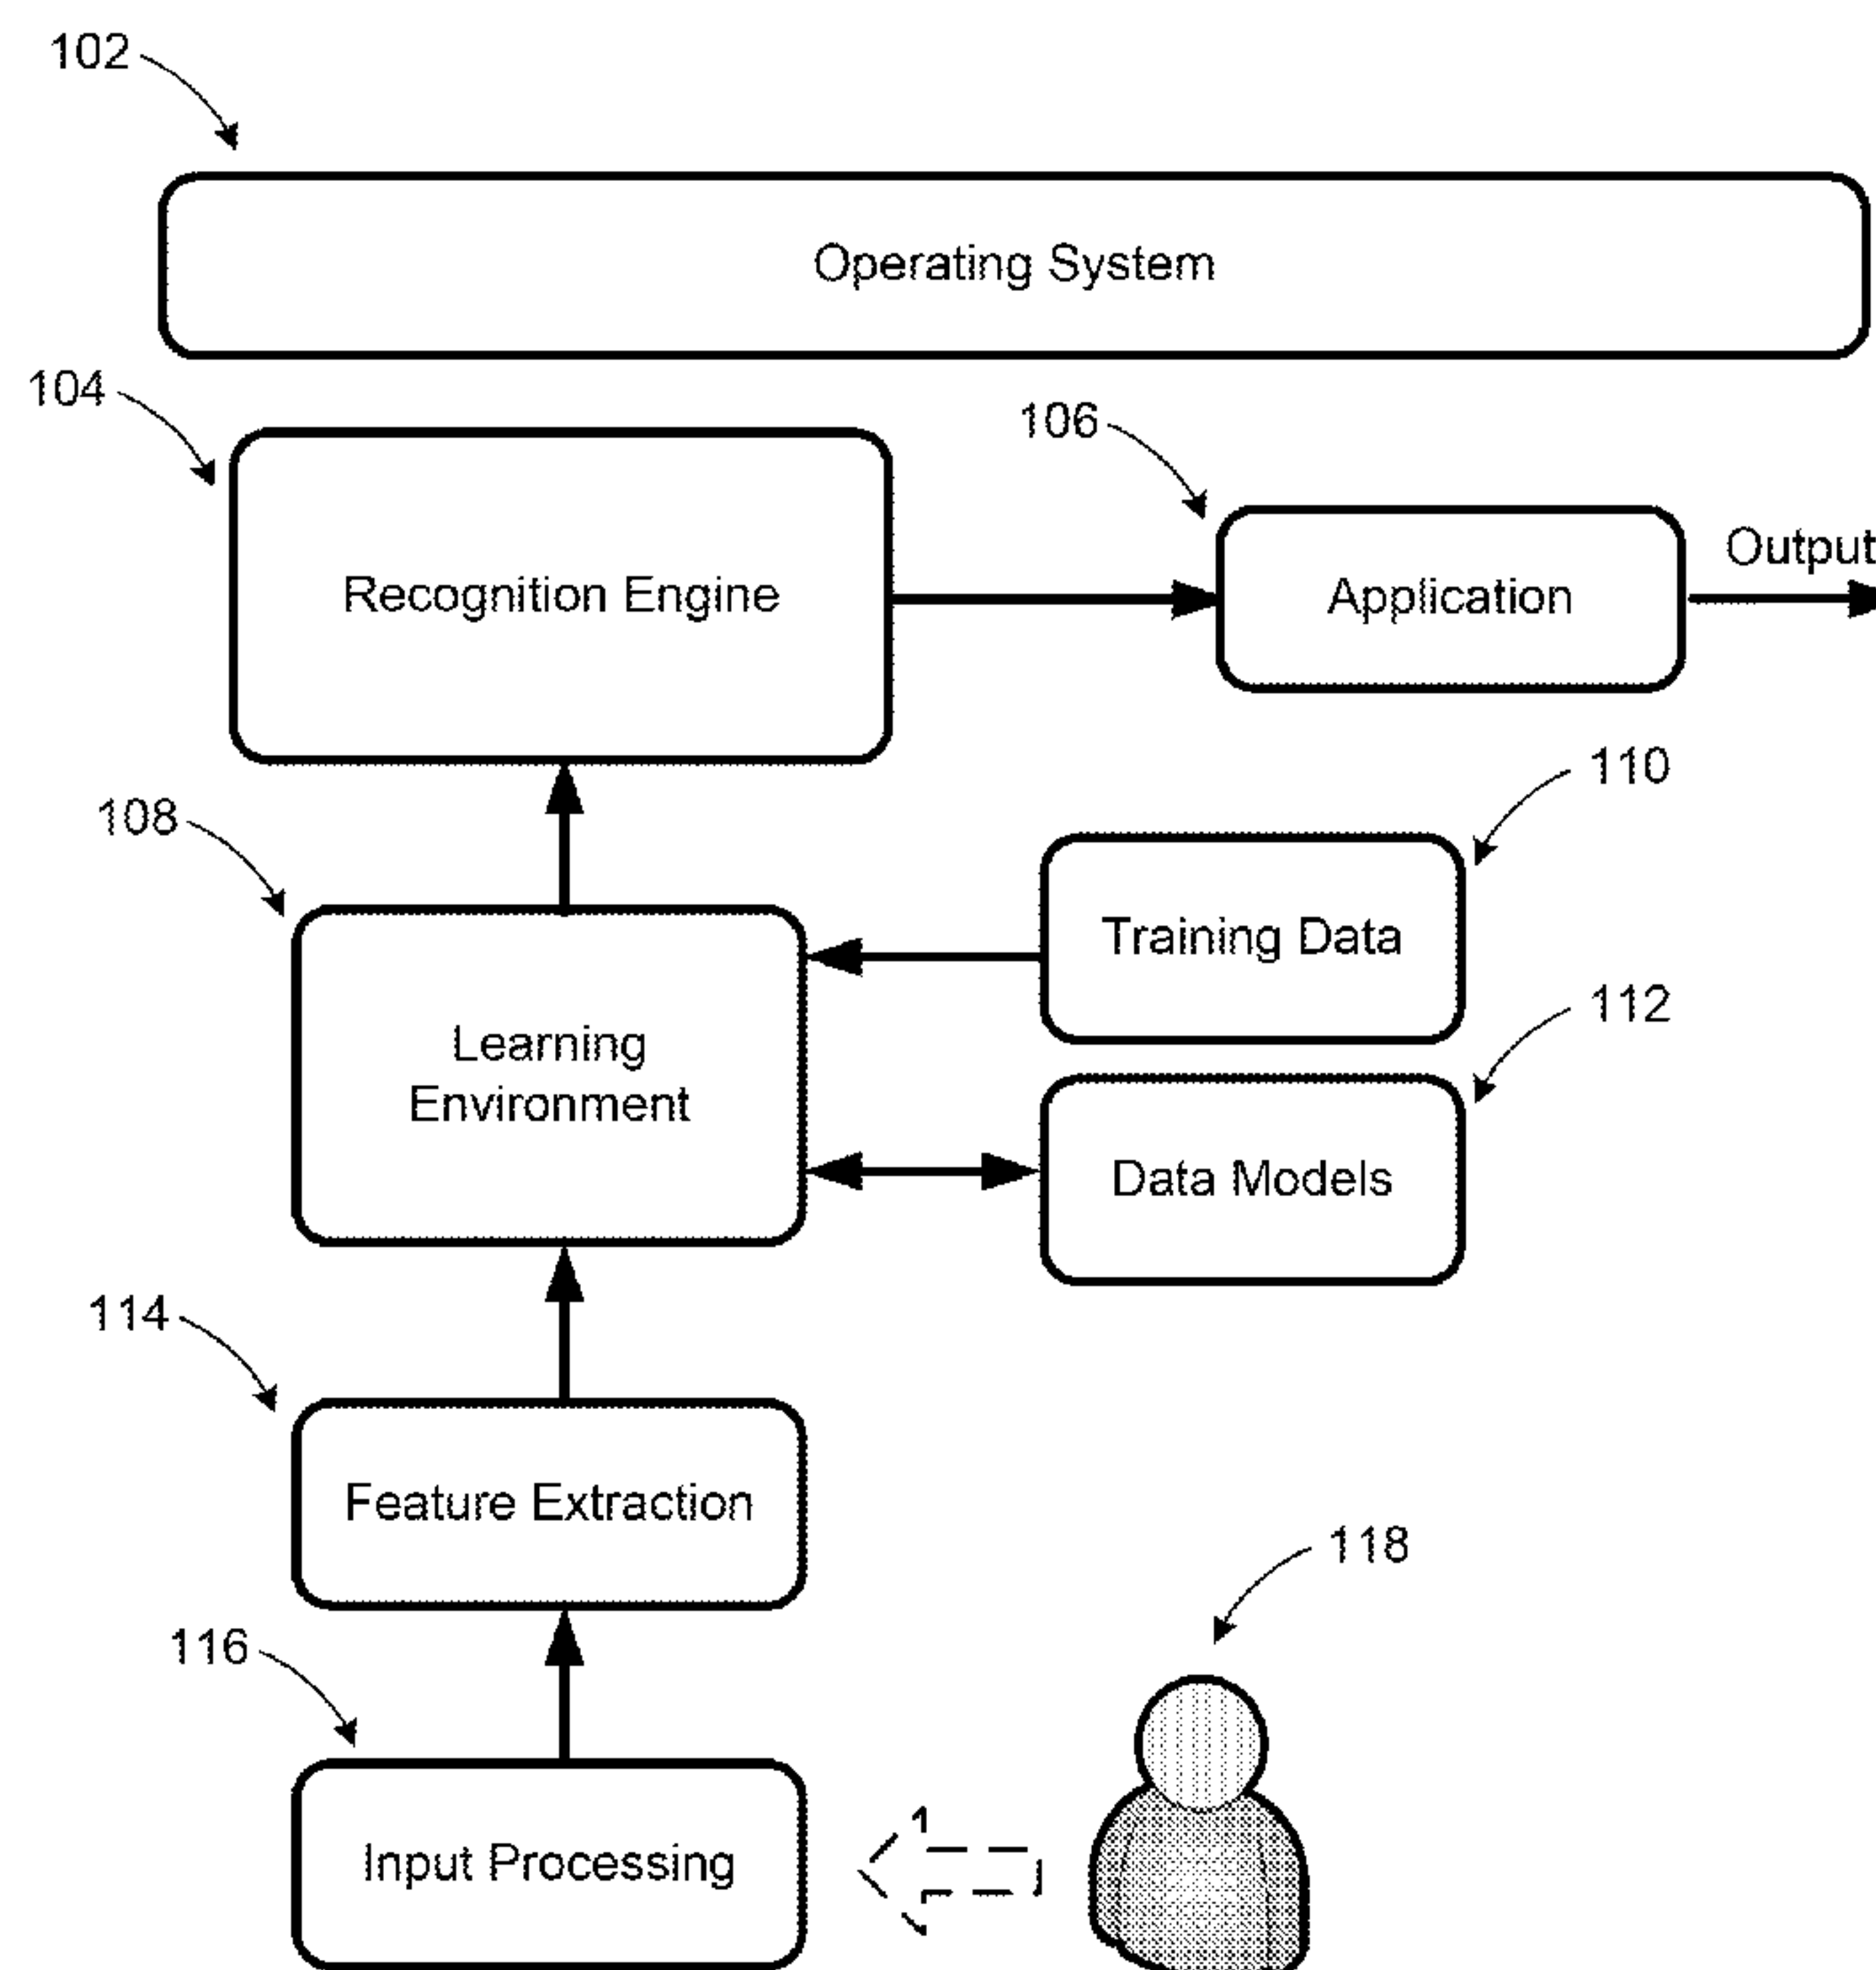 102
Operating System
104
106
Recognition Engine
Application
Output
110
108
Training Data
112
Learning
Environment
Data Models
114
Feature Extraction
118
116
Input Processing